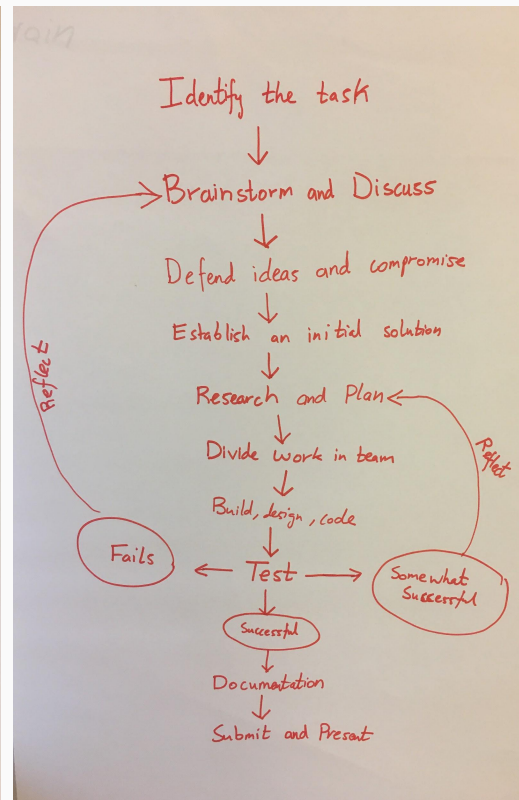 Identify the task
Brainstorm and Discuss
Defend ideas and compromise
Establish an initial solution
Reflect
Research and Plan
Reflect
Divide work in team
Build, design, code
Fails
Test
Somewhat
Successful
Successful
Documentation
Submit and Present